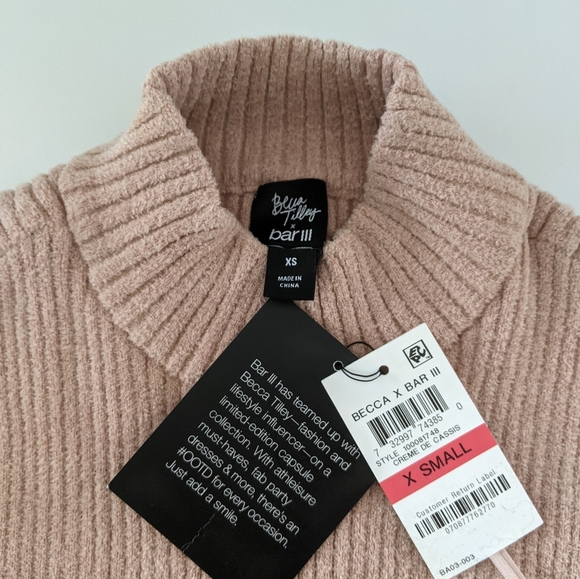 Becca
Tilley
x
bar III
XS
MADE IN
CHINA
Bar III has teamed up with
Becca Tilley—fashion and
lifestyle influencer—on a
limited-edition capsule
collection. With athleisure
must-haves, fab party
dresses & more, there's an
#OOTD for every occasion.
Just add a smile.
BECCA X BAR III
7 32997 74385 0
STYLE 100081748
CREME DE CASSIS
X SMALL
Customer Return Label
070877762770
BA03-003